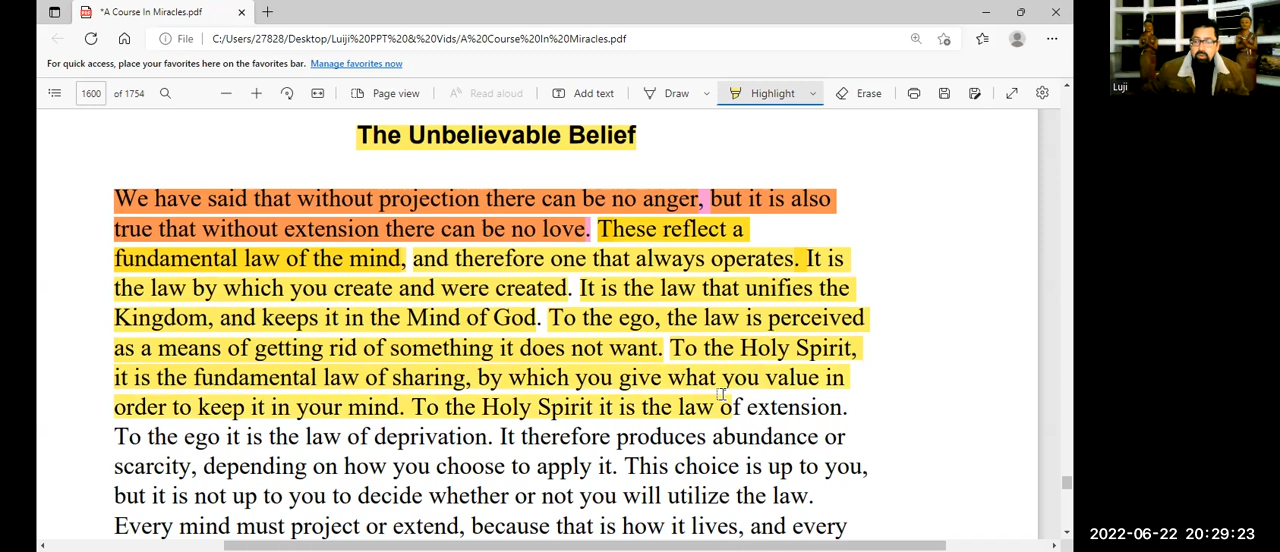 *A Course In Miracles.pdf
File C:/Users/27828/Desktop/Luiji%20PPT%20&%20Vids/A%20Course%20In%20Miracles.pdf
For quick access, place your favorites here on the favorites bar. Manage favorites now
1600 of 1754 Page view Read aloud Add text Draw Highlight Erase
The Unbelievable Belief
We have said that without projection there can be no anger, but it is also
true that without extension there can be no love. These reflect a
fundamental law of the mind, and therefore one that always operates. It is
the law by which you create and were created. It is the law that unifies the
Kingdom, and keeps it in the Mind of God. To the ego, the law is perceived
as a means of getting rid of something it does not want. To the Holy Spirit,
it is the fundamental law of sharing, by which you give what you value in
order to keep it in your mind. To the Holy Spirit it is the law of extension.
To the ego it is the law of deprivation. It therefore produces abundance or
scarcity, depending on how you choose to apply it. This choice is up to you,
but it is not up to you to decide whether or not you will utilize the law.
Every mind must project or extend, because that is how it lives, and every
Luji
2022-06-22 20:29:23